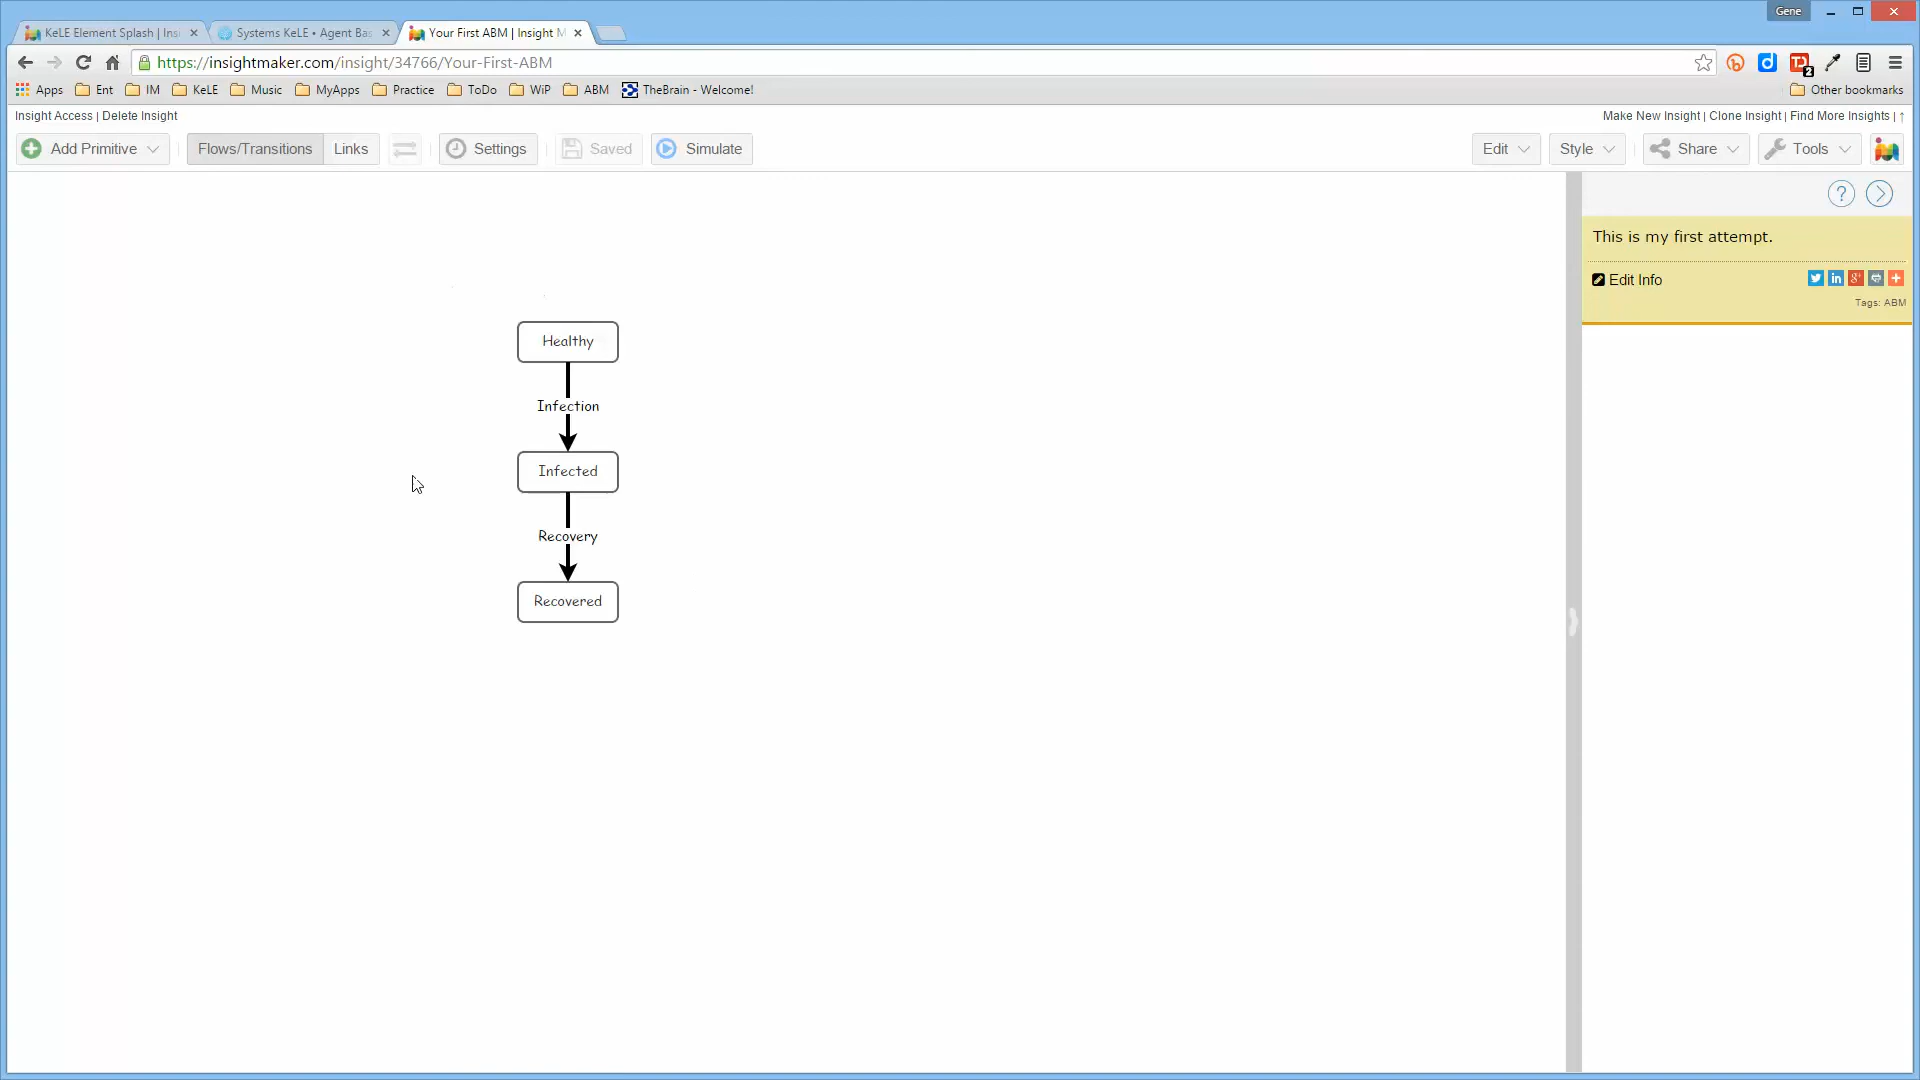 Gene
KeLE Element Splash | Insi
Systems KeLE • Agent Bas
Your First ABM | Insight M
https://insightmaker.com/insight/34766/Your-First-ABM
2
Apps Ent IM KeLE Music MyApps Practice ToDo WiP ABM TheBrain - Welcome! Other bookmarks
Insight Access | Delete Insight
Make New Insight | Clone Insight | Find More Insights | ↑
Add Primitive Flows/Transitions Links Settings Saved Simulate Edit Style Share Tools
?
This is my first attempt.
Edit Info
Tags: ABM
Healthy
Infection
Infected
Recovery
Recovered